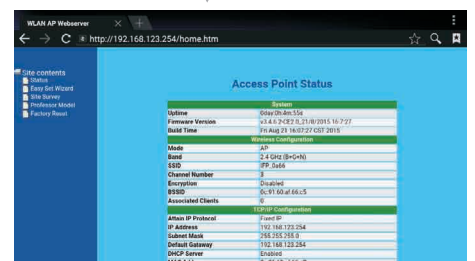 WLAN AP Webserver
http://192.168.123.254/home.htm
Site contents
Status
Easy Set Wizard
Site Survey
Professor Model
Factory Reset
Access Point Status
System
Uptime 0day:0h:4m:55s
Firmware Version
Build Time Fri Aug 21 16:07:27 CST 2015
Wireless Configuration
Mode AP
Band 2.4 GHz (B+G+N)
SSID IFP_0a66
Channel Number 3
Encryption Disabled
BSSID
Associated Clients 0
TCP/IP Configuration
Attain IP Protocol Fixed IP
IP Address 192.168.123.254
Subnet Mask 255.255.255.0
Default Gataway 192.168.123.254
DHCP Server Enabled